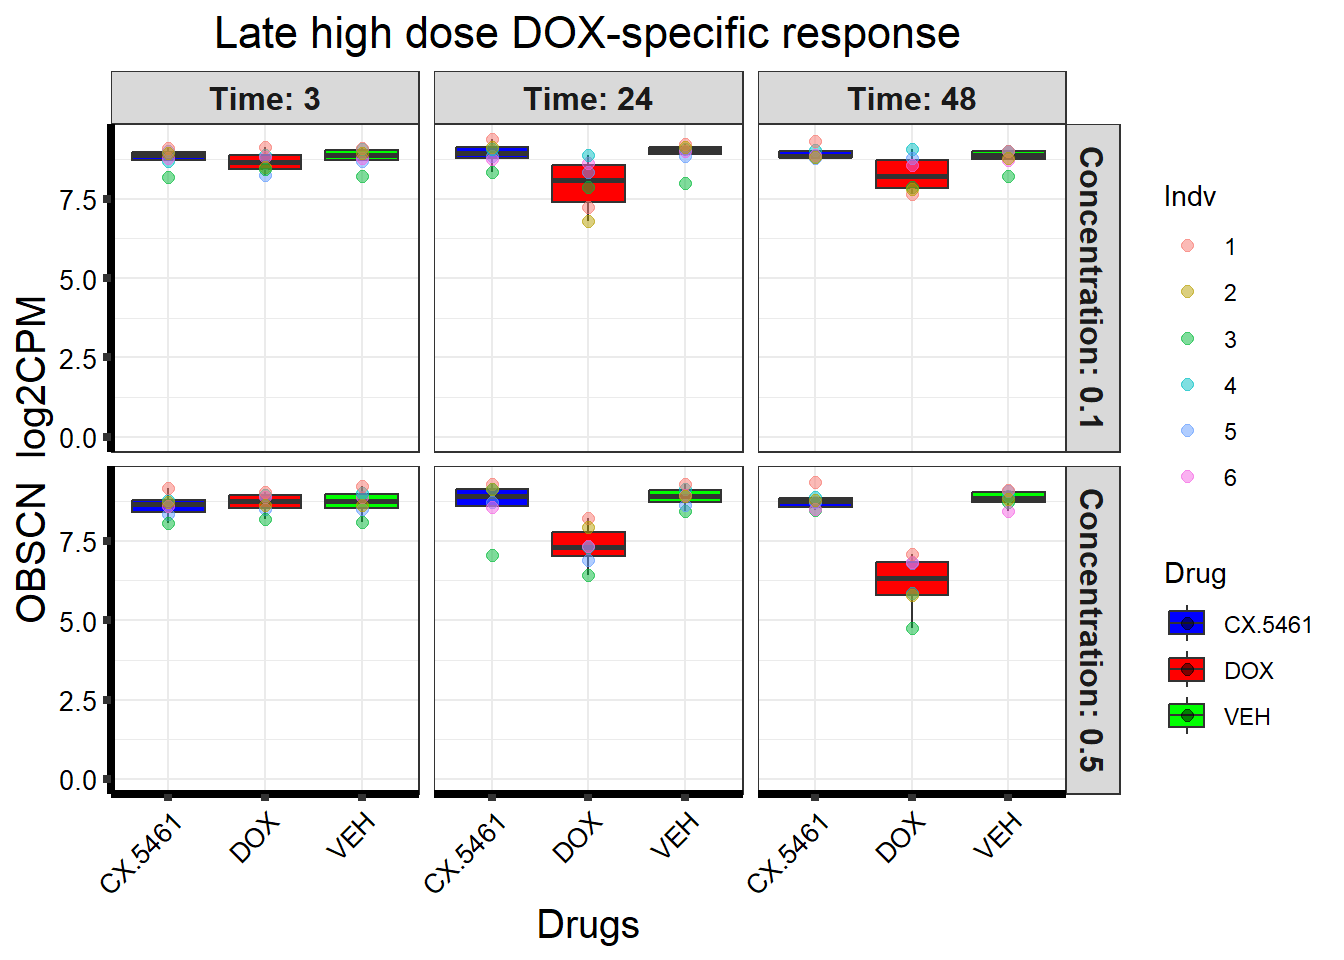 Late high dose DOX-specific response
Time: 3
Time: 24
Time: 48
Concentration: 0.1
Concentration: 0.5
OBSCN log2CPM
7.5
5.0
2.5
0.0
7.5
5.0
2.5
0.0
CX.5461
DOX
VEH
CX.5461
DOX
VEH
CX.5461
DOX
VEH
Drugs
Indv
1
2
3
4
5
6
Drug
CX.5461
DOX
VEH